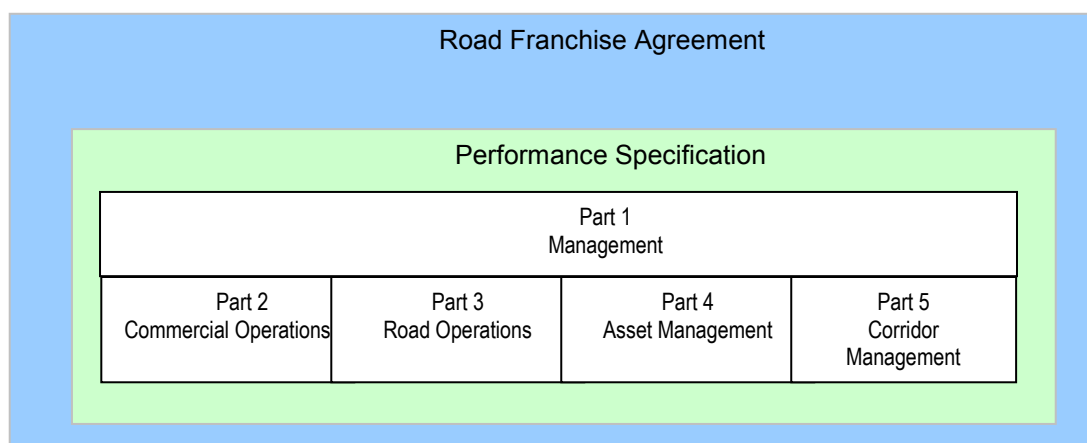 Road Franchise Agreement
Performance Specification
Part 1
Management
Part 2
Commercial Operations
Part 3
Road Operations
Part 4
Asset Management
Part 5
Corridor
Management